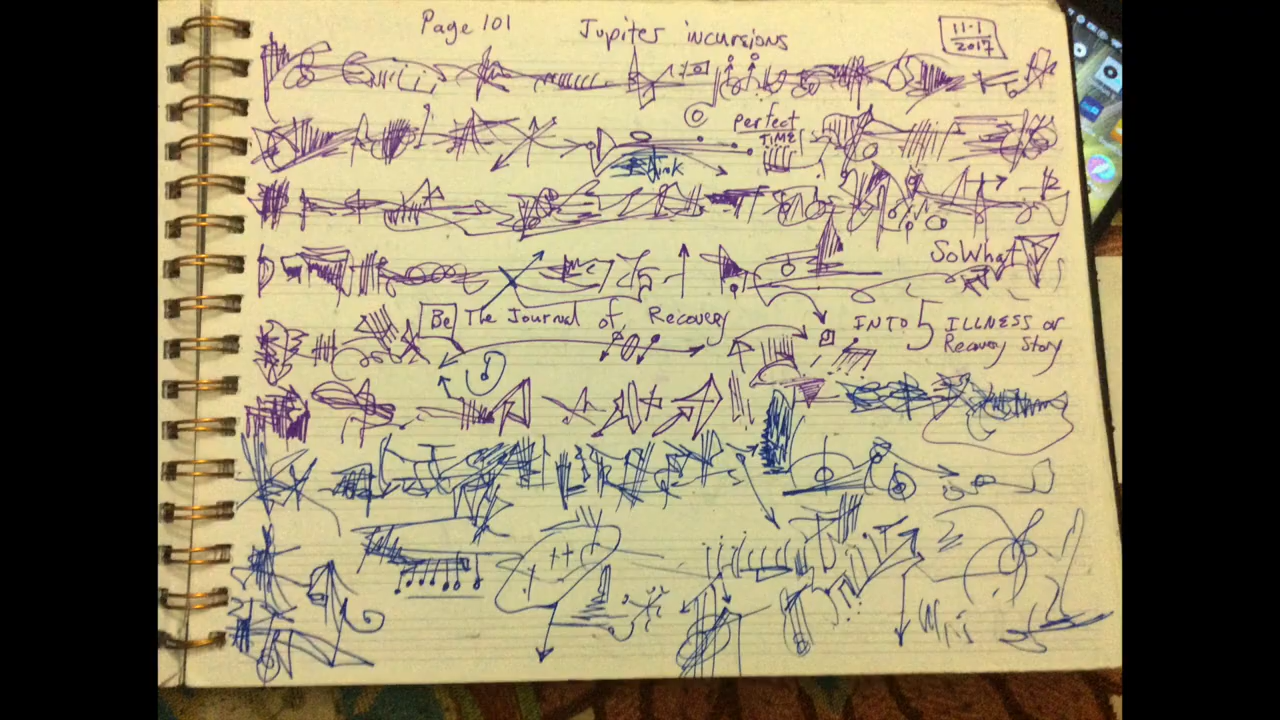 Page 101 Jupiter incursions 11-1 2017
© Perfect
TIME
So What
Be The Journal of Recovery INTO 5 ILLNESS or
Recovery Story